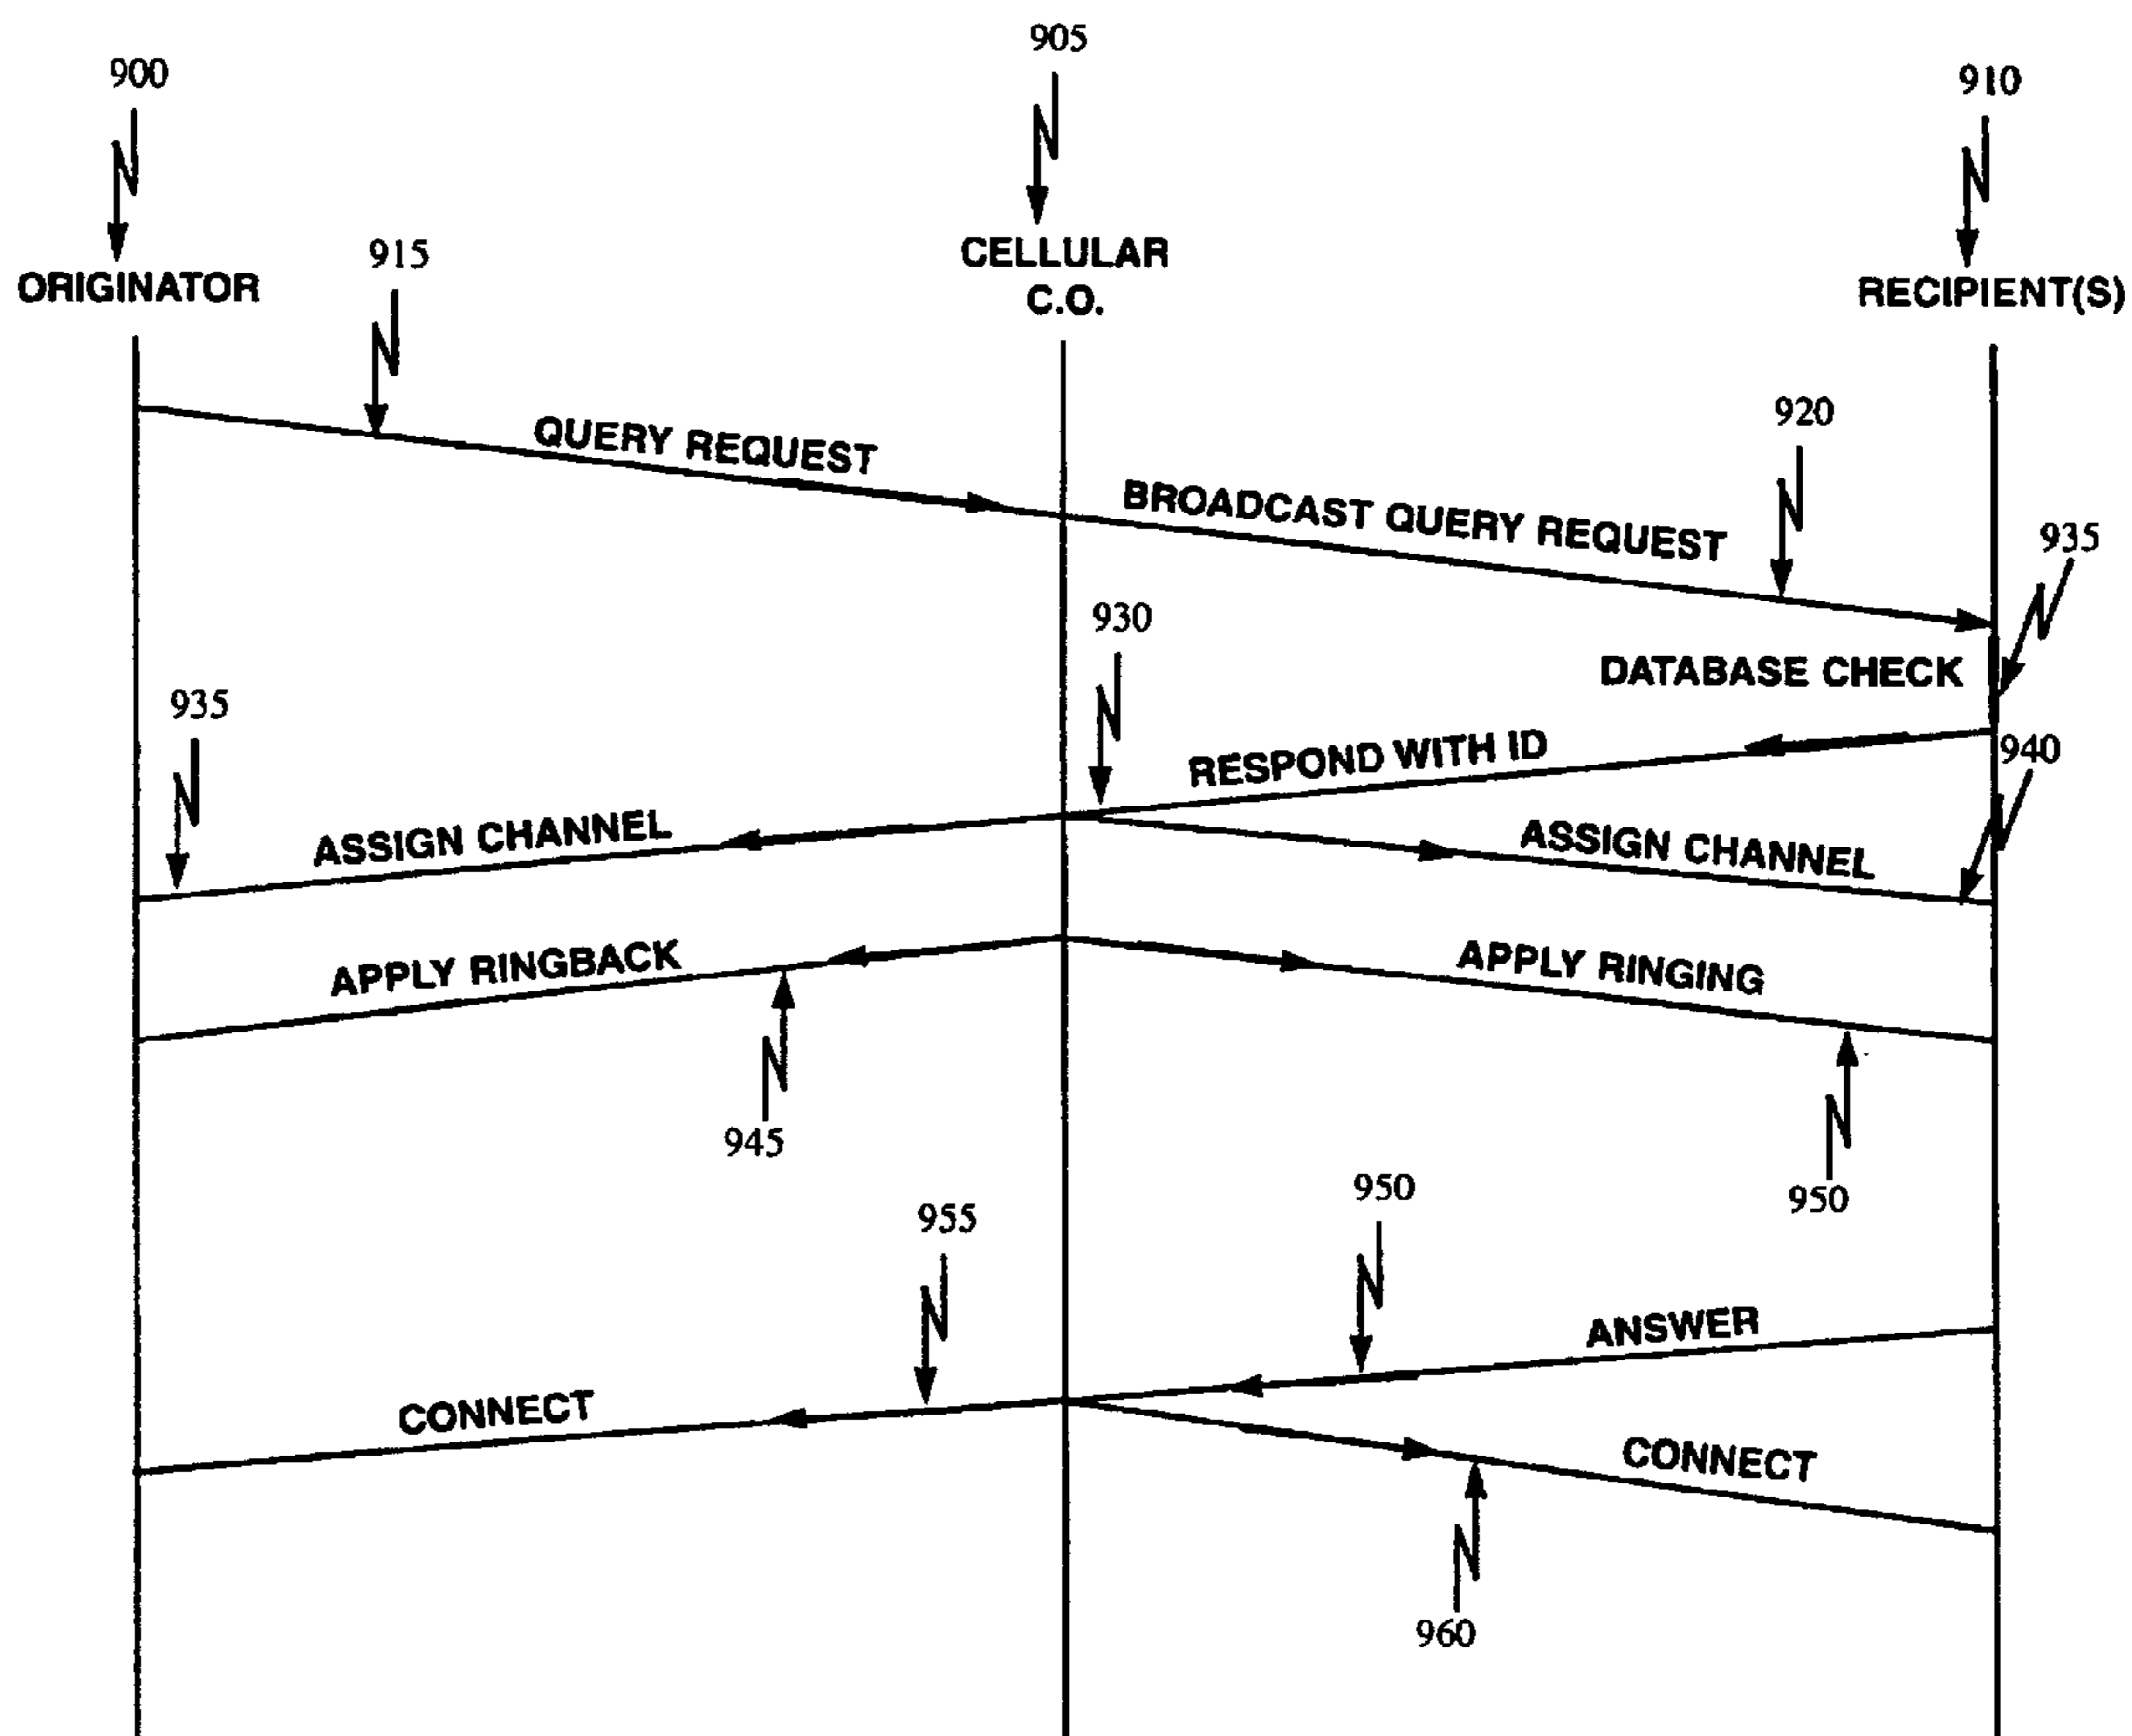 905
900
910
915
CELLULAR
C.O.
ORIGINATOR
RECIPIENT(S)
920
QUERY REQUEST
BROADCAST QUERY REQUEST
935
930
DATABASE CHECK
935
RESPOND WITH ID
940
ASSIGN CHANNEL
ASSIGN CHANNEL
APPLY RINGBACK
APPLY RINGING
945
950
950
955
ANSWER
CONNECT
CONNECT
960